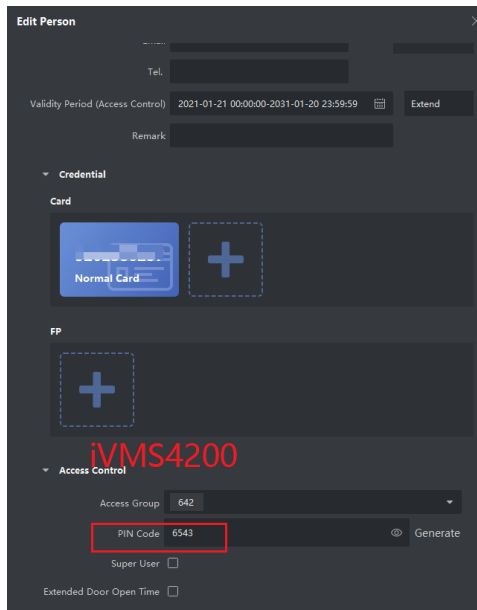 Edit Person
Tel.
Validity Period (Access Control) 2021-01-21 00:00:00-2031-01-20 23:59:59 Extend
Remark
Credential
Card
Normal Card
FP
iVMS4200
Access Control
Access Group 642
PIN Code 6543 Generate
Super User
Extended Door Open Time